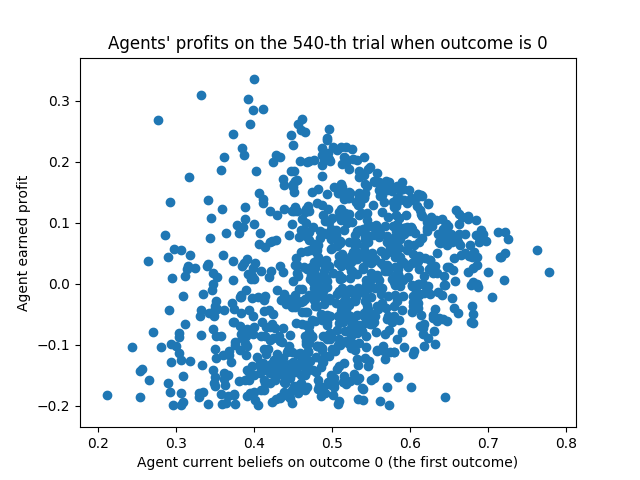 Agents' profits on the 540-th trial when outcome is 0
Agent earned profit
0.3
0.2
0.1
0.0
−0.1
−0.2
0.2 0.3 0.4 0.5 0.6 0.7 0.8
Agent current beliefs on outcome 0 (the first outcome)